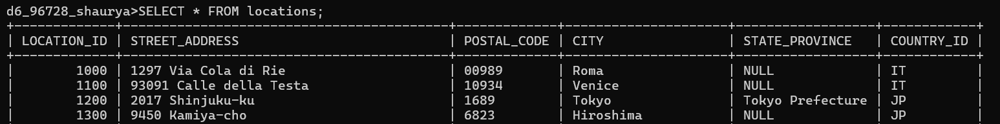 d6_96728_shaurya>SELECT * FROM locations;
+-------------+------------------------------------------+-------------+---------------------+------------------+------------+
| LOCATION_ID | STREET_ADDRESS                           | POSTAL_CODE | CITY                | STATE_PROVINCE   | COUNTRY_ID |
+-------------+------------------------------------------+-------------+---------------------+------------------+------------+
|        1000 | 1297 Via Cola di Rie                     | 00989       | Roma                | NULL             | IT         |
|        1100 | 93091 Calle della Testa                  | 10934       | Venice              | NULL             | IT         |
|        1200 | 2017 Shinjuku-ku                         | 1689        | Tokyo               | Tokyo Prefecture | JP         |
|        1300 | 9450 Kamiya-cho                          | 6823        | Hiroshima           | NULL             | JP         |